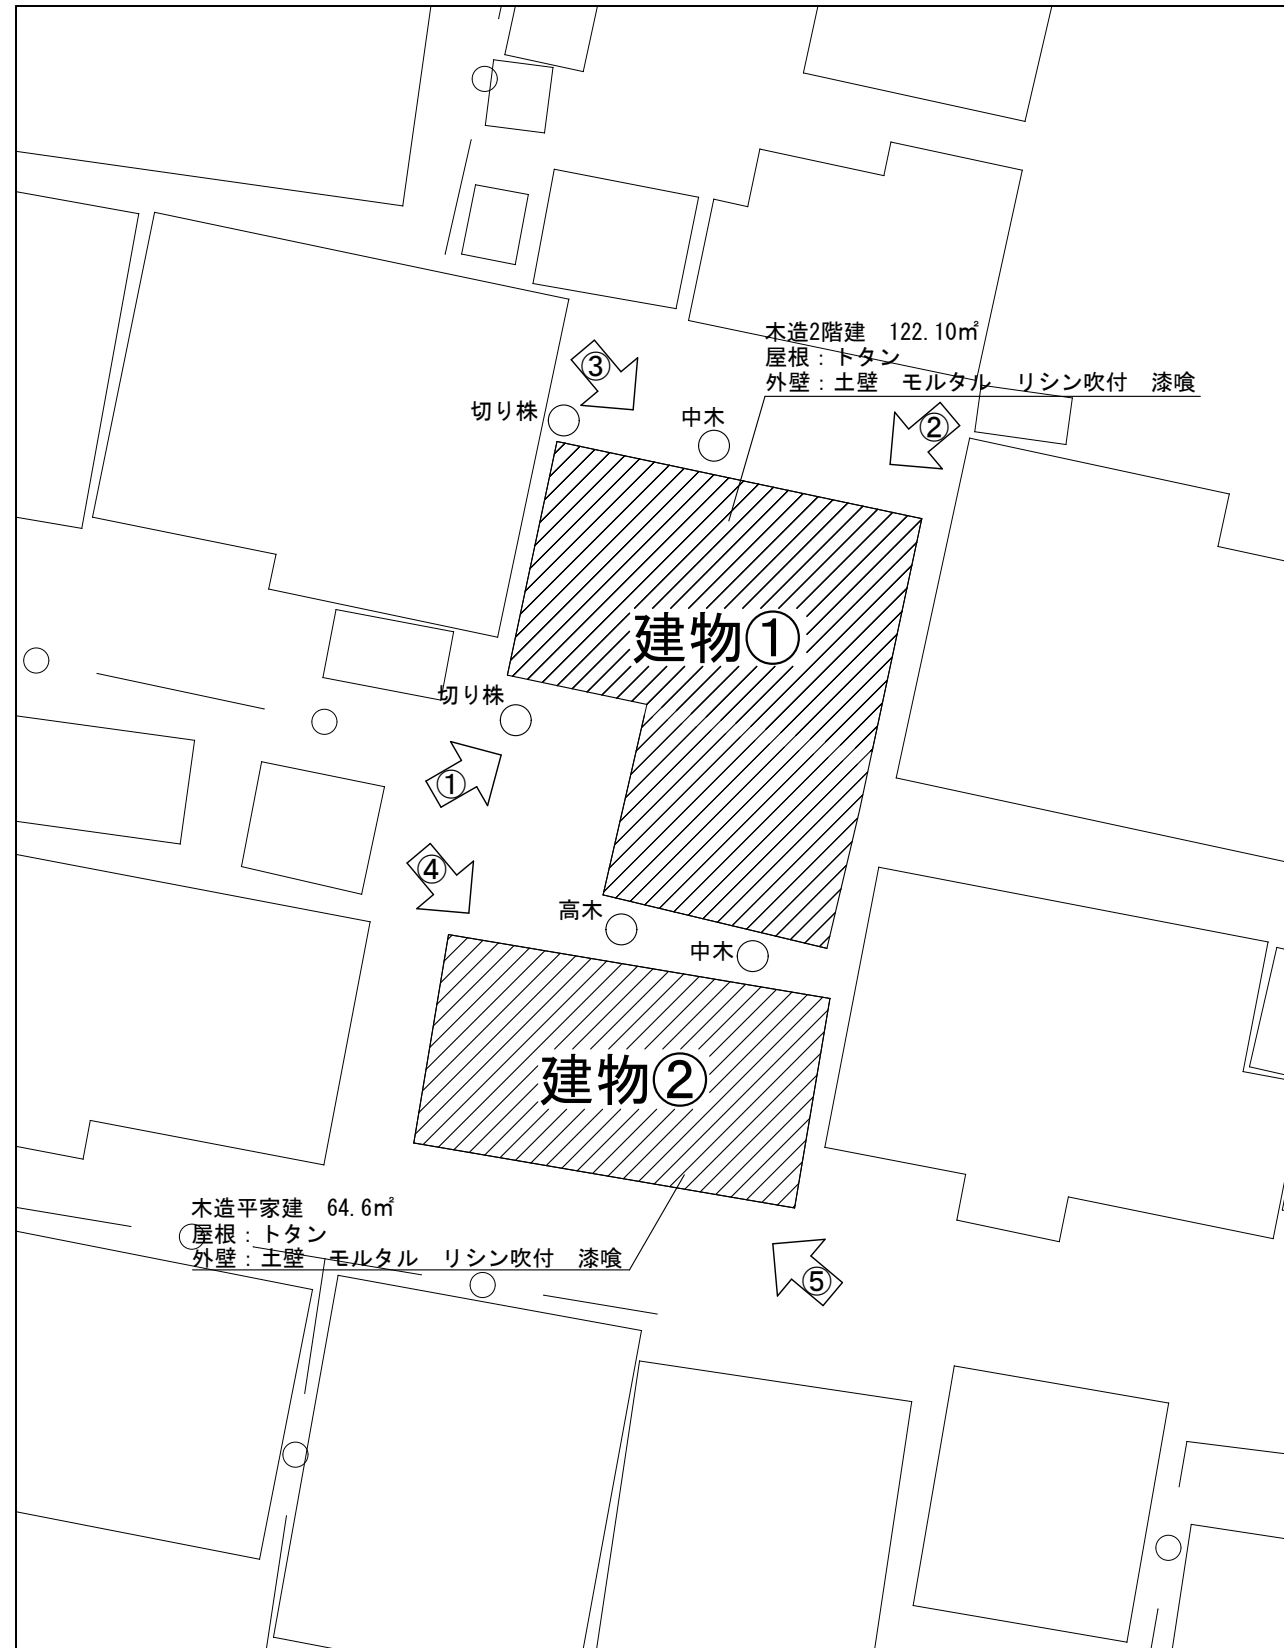 木造2階建　122.10㎡
屋根：トタン
外壁：土壁　モルタル　リシン吹付　漆喰
③
切り株
中木
②
建物①
切り株
①
④
高木
中木
建物②
木造平家建　64.6㎡
屋根：トタン
外壁：土壁　モルタル　リシン吹付　漆喰
⑤